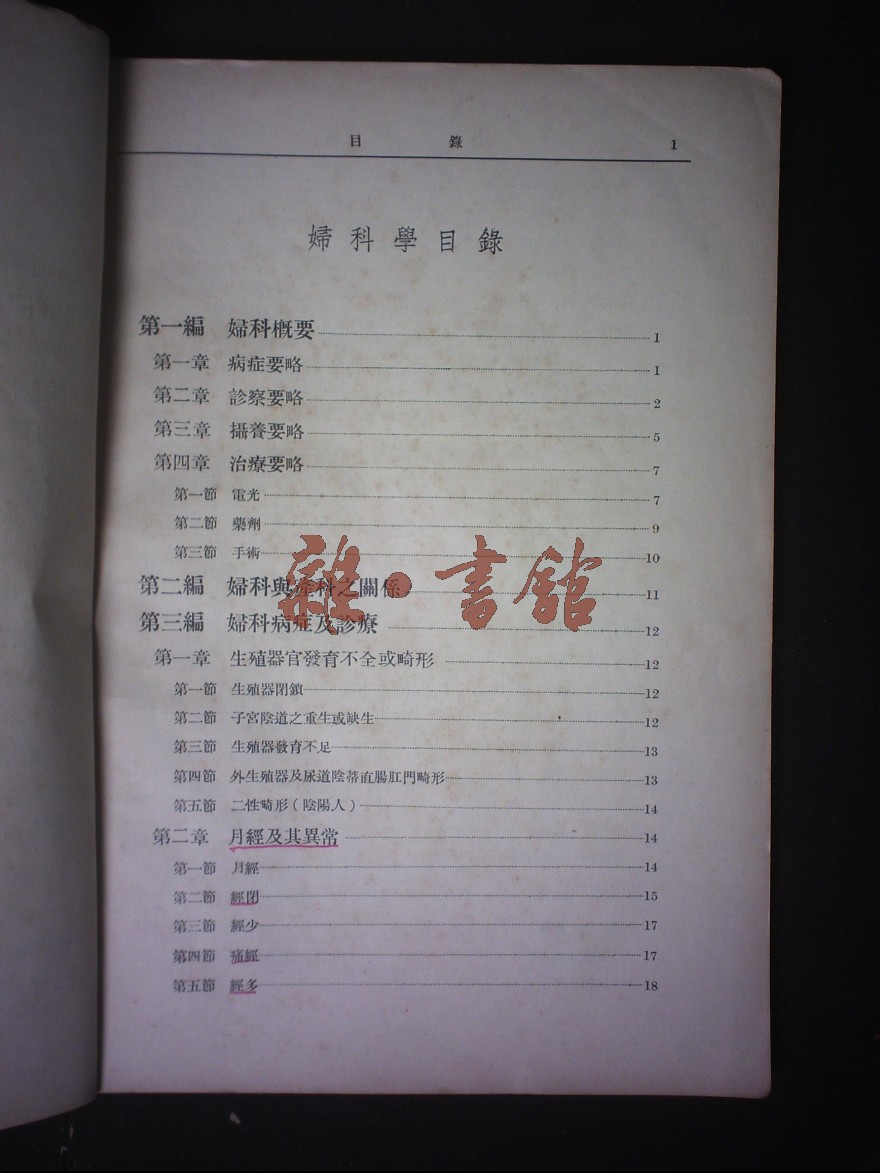 目 錄 1
婦科學目錄
第一編 婦科概要 1
第一章 病症要略 1
第二章 診察要略 2
第三章 攝養要略 5
第四章 治療要略 7
第一節 電光 7
第二節 藥劑 9
第三節 手術 10
第二編 婦科與產科之關係 11
雜·書館
第三編 婦科病症及診療 12
第一章 生殖器官發育不全或畸形 12
第一節 生殖器閉鎖 12
第二節 子宮陰道之重生或缺生 12
第三節 生殖器發育不足 13
第四節 外生殖器及尿道陰蒂直腸肛門畸形 13
第五節 二性畸形(陰陽人) 14
第二章 月經及其異常 14
第一節 月經 14
第二節 經閉 15
第三節 經少 17
第四節 痛經 17
第五節 經多 18